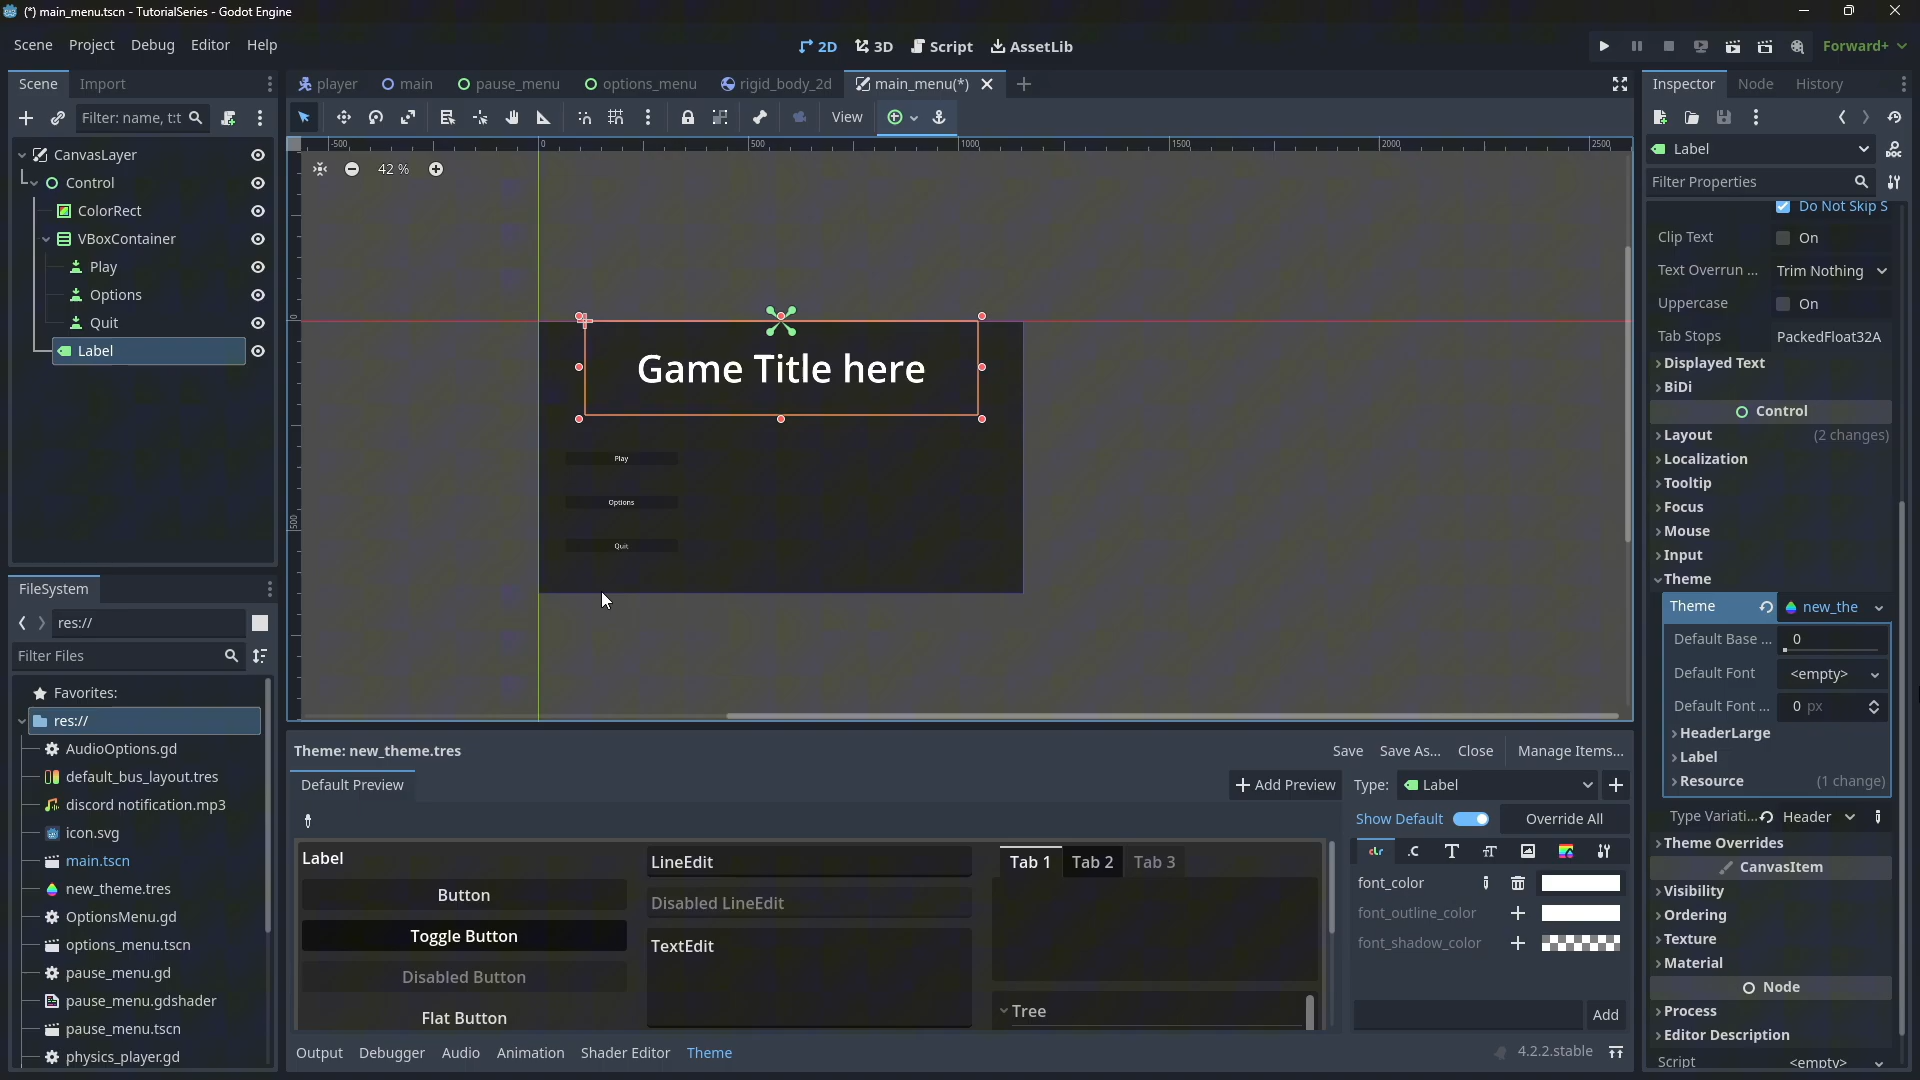 (*) main_menu.tscn - TutorialSeries - Godot Engine
Scene Project Debug Editor Help
2D 3D Script AssetLib
Forward+
Scene Import
player main pause_menu options_menu rigid_body_2d main_menu(*)
Inspector Node History
Filter: name, t:t
View
CanvasLayer
Control
ColorRect
VBoxContainer
Play
Options
Quit
Label
-500 0 500 1000 1500 2000 2500
0
500
42 %
Game Title here
Play
Options
Quit
Label
Filter Properties
Do Not Skip S
Clip Text On
Text Overrun ... Trim Nothing
Uppercase On
Tab Stops PackedFloat32A
Displayed Text
BiDi
Control
Layout (2 changes)
Localization
Tooltip
Focus
Mouse
Input
Theme
Theme new_the
Default Base ... 0
Default Font <empty>
Default Font ... 0 px
HeaderLarge
Label
Resource (1 change)
Type Variati... Header
Theme Overrides
CanvasItem
Visibility
Ordering
Texture
Material
Node
Process
Editor Description
Script <empty>
FileSystem
res://
Filter Files
Favorites:
res://
AudioOptions.gd
default_bus_layout.tres
discord notification.mp3
icon.svg
main.tscn
new_theme.tres
OptionsMenu.gd
options_menu.tscn
pause_menu.gd
pause_menu.gdshader
pause_menu.tscn
physics_player.gd
Theme: new_theme.tres
Save Save As... Close Manage Items...
Default Preview
Add Preview
Type: Label
Show Default Override All
Label
Button
Toggle Button
Disabled Button
Flat Button
LineEdit
Disabled LineEdit
TextEdit
Tab 1 Tab 2 Tab 3
Tree
clr .C T
font_color
font_outline_color
font_shadow_color
Add
Output Debugger Audio Animation Shader Editor Theme
4.2.2.stable